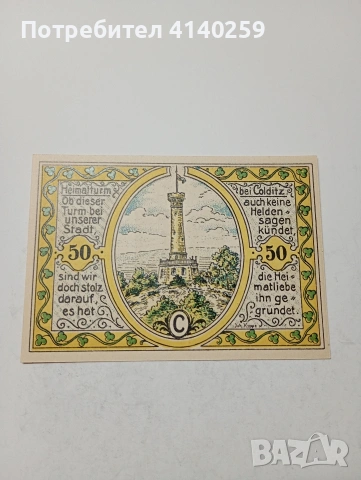 Потребител 4140259
Heimatturm
Ob dieser
Turm bei
unserer
Stadt,
50
sind wir
doch stolz
darauf,
es hat
bei Colditz
auch keine
Helden=
sagen
kündet,
50
die Hei=
matliebe
ihn ge=
gründet.
C
BAZAR